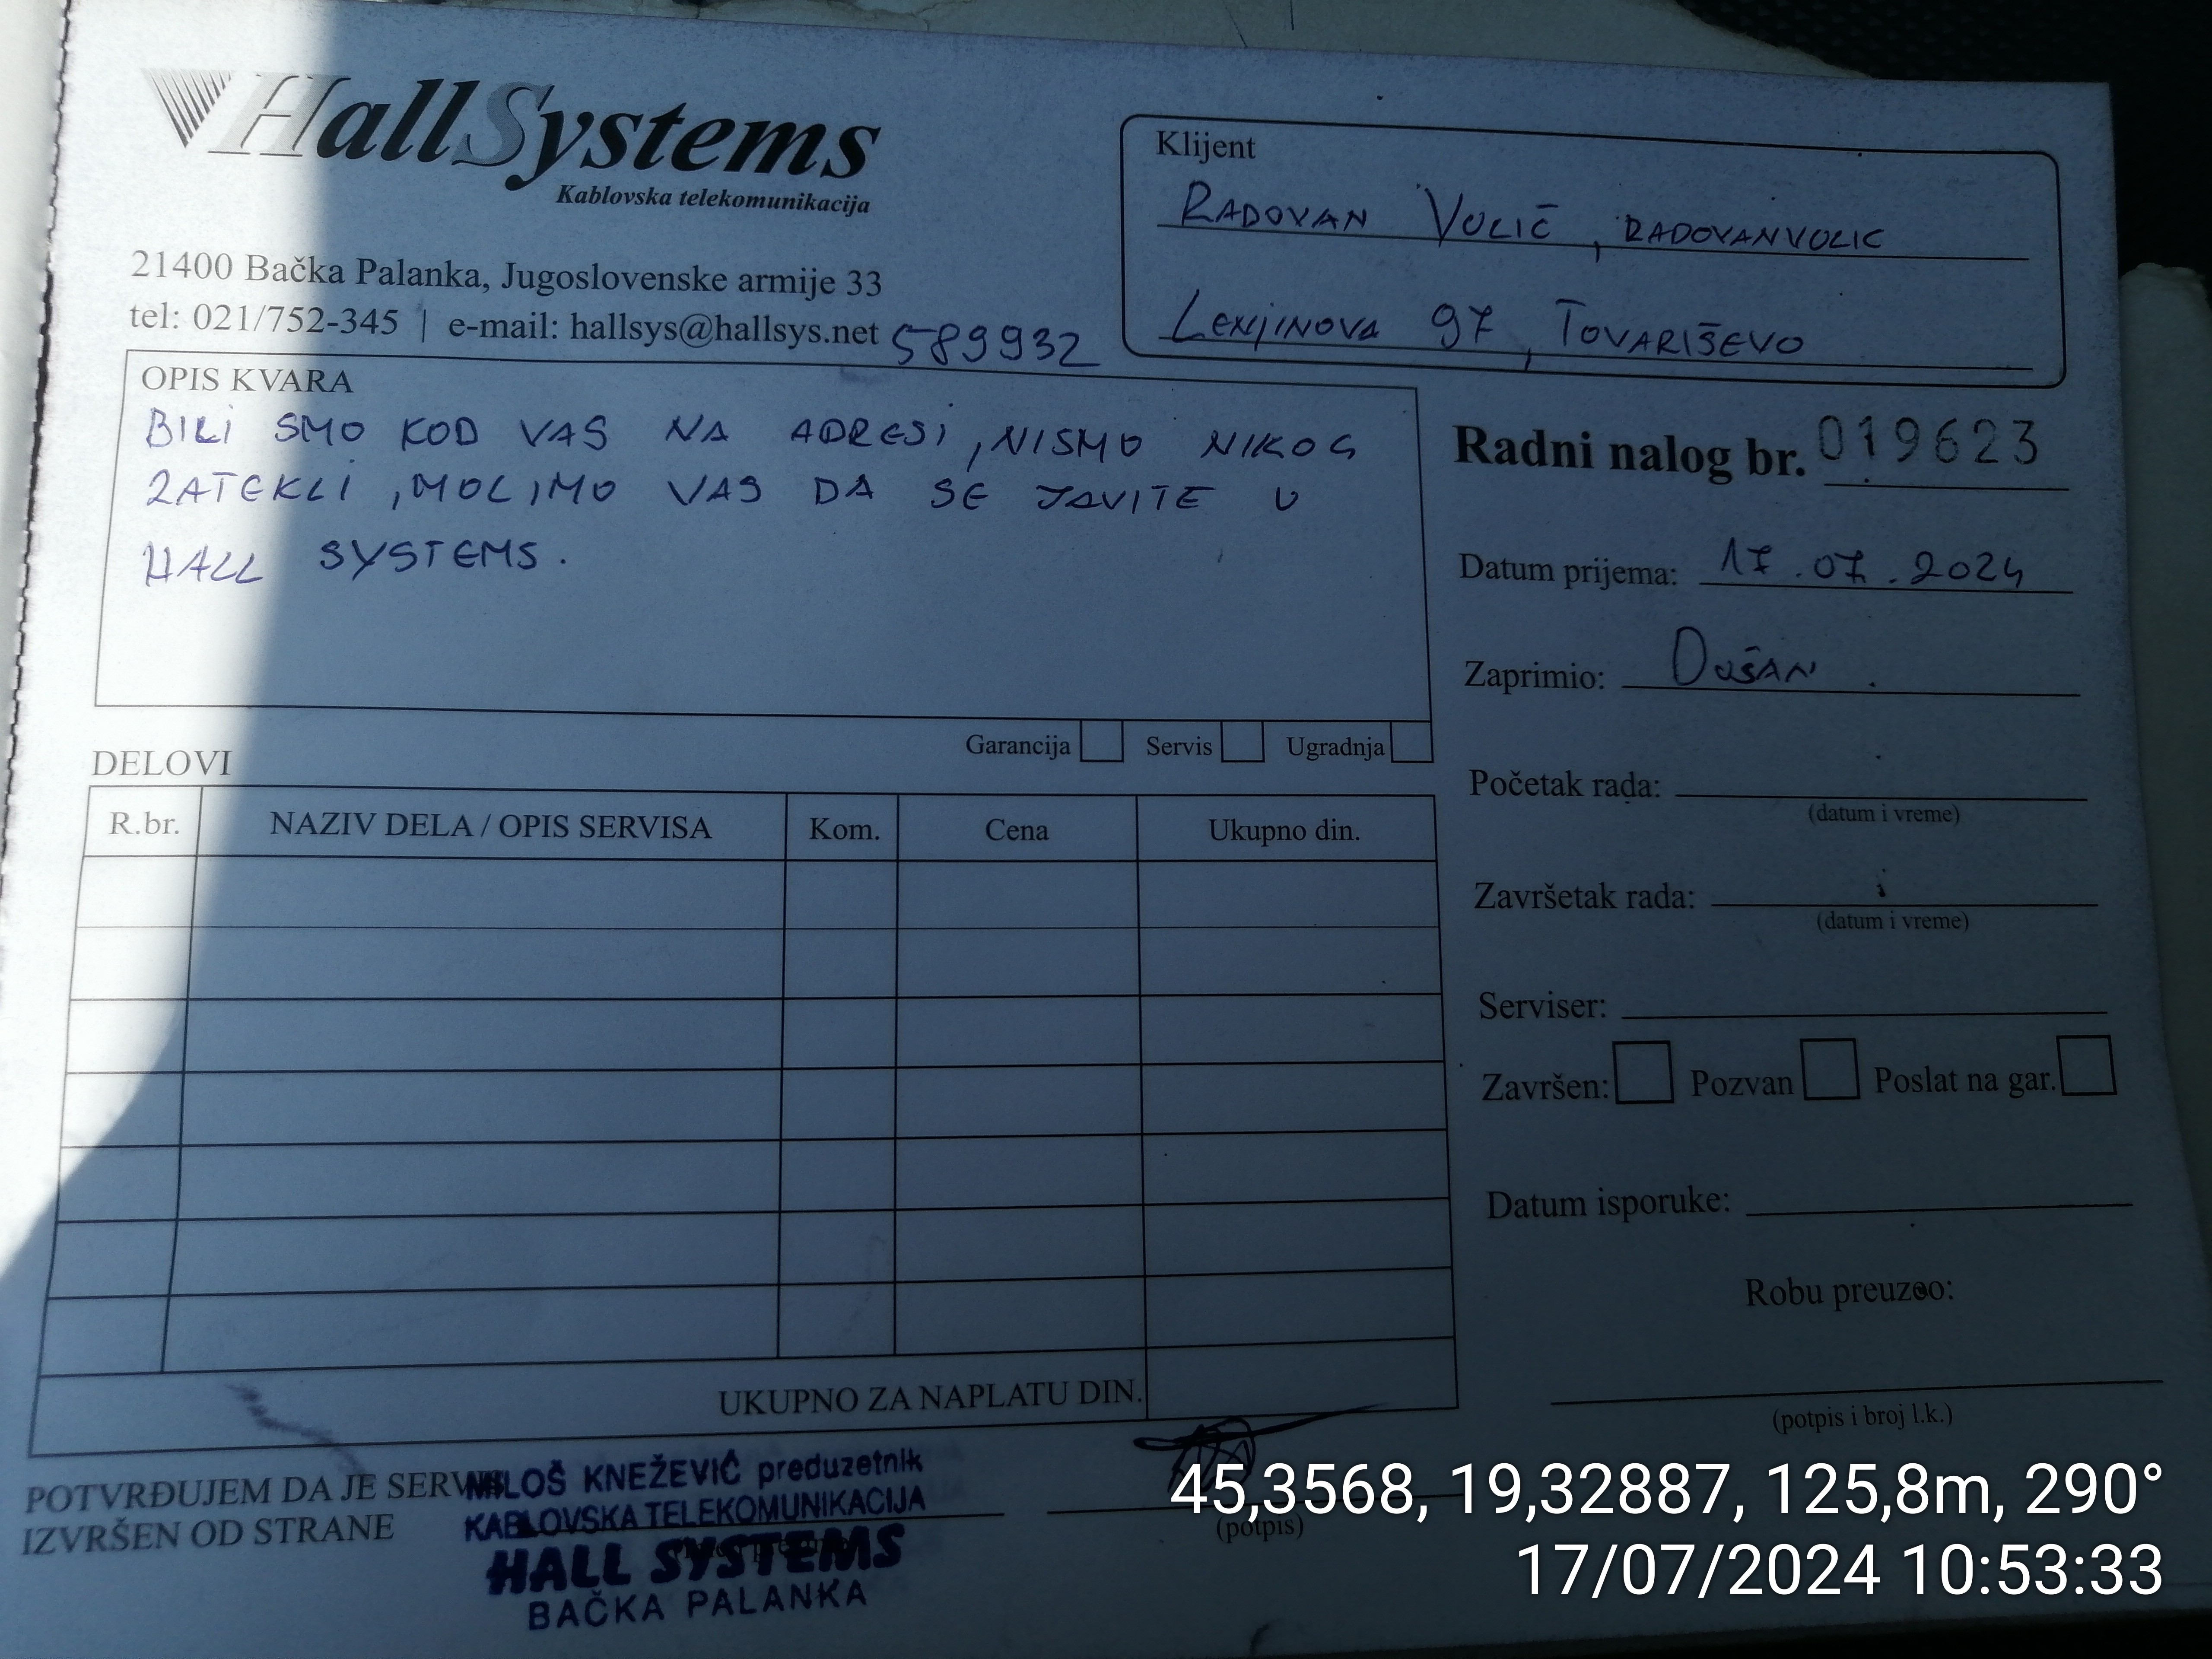 HallSystems
Kablovska telekomunikacija
21400 Bačka Palanka, Jugoslovenske armije 33
tel: 021/752-345 | e-mail: hallsys@hallsys.net
589932
Klijent
RADOVAN VULIĆ, RADOVANVULIC
LENJINOVA 97, TOVARIŠEVO
OPIS KVARA
BILI SMO KOD VAS NA ADRESI, NISMO NIKOG
ZATEKLI, MOLIMO VAS DA SE JAVITE U
HALL SYSTEMS.
Garancija Servis Ugradnja
Radni nalog br. 019623
Datum prijema: 17.07.2024
Zaprimio: DUŠAN
Početak rada:
(datum i vreme)
Završetak rada:
(datum i vreme)
Serviser:
Završen: Pozvan Poslat na gar.
Datum isporuke:
Robu preuzeo:
(potpis i broj l.k.)
DELOVI
R.br. NAZIV DELA / OPIS SERVISA Kom. Cena Ukupno din.
UKUPNO ZA NAPLATU DIN.
POTVRĐUJEM DA JE SERVIS
IZVRŠEN OD STRANE
MILOŠ KNEŽEVIĆ preduzetnik
KABLOVSKA TELEKOMUNIKACIJA
HALL SYSTEMS
BAČKA PALANKA
(potpis)
45,3568, 19,32887, 125,8m, 290°
17/07/2024 10:53:33